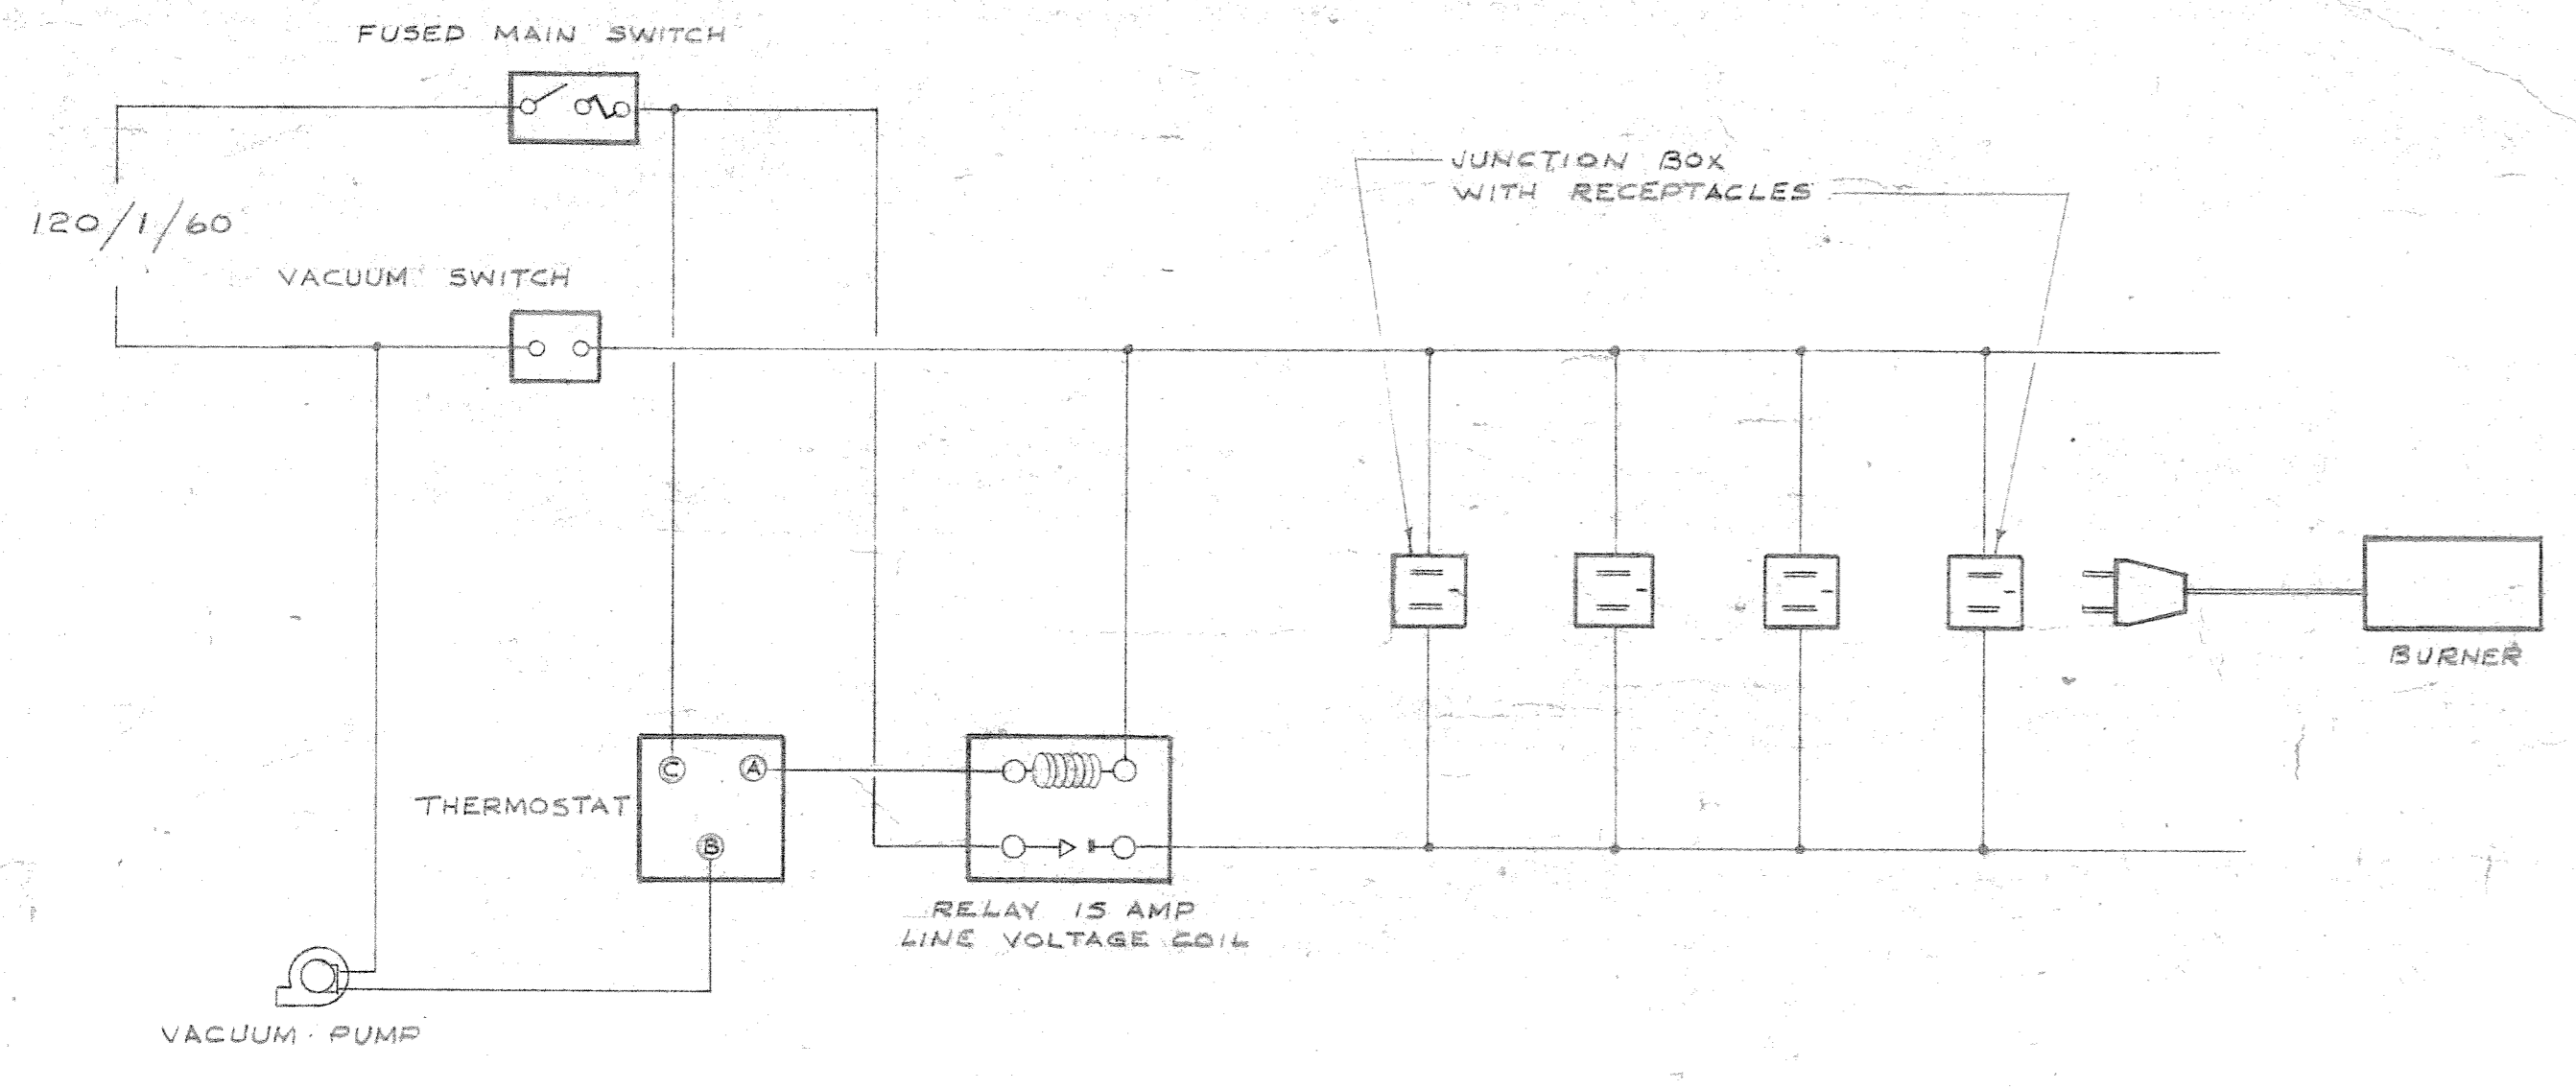 FUSED MAIN SWITCH
120/1/60
VACUUM SWITCH
JUNCTION BOX
WITH RECEPTACLES
BURNER
C
A
THERMOSTAT
B
RELAY 15 AMP
LINE VOLTAGE COIL
VACUUM PUMP